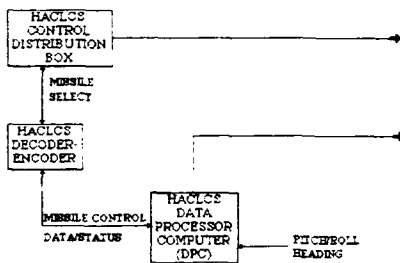 HACLCS
CONTROL
DISTRIBUTION
BOX
MISSILE
SELECT
HACLCS
DECODER-
ENCODER
MISSILE CONTROL
DATA/STATUS
HACLCS
DATA
PROCESSOR
COMPUTER
(DPC)
PITCH/ROLL
HEADING